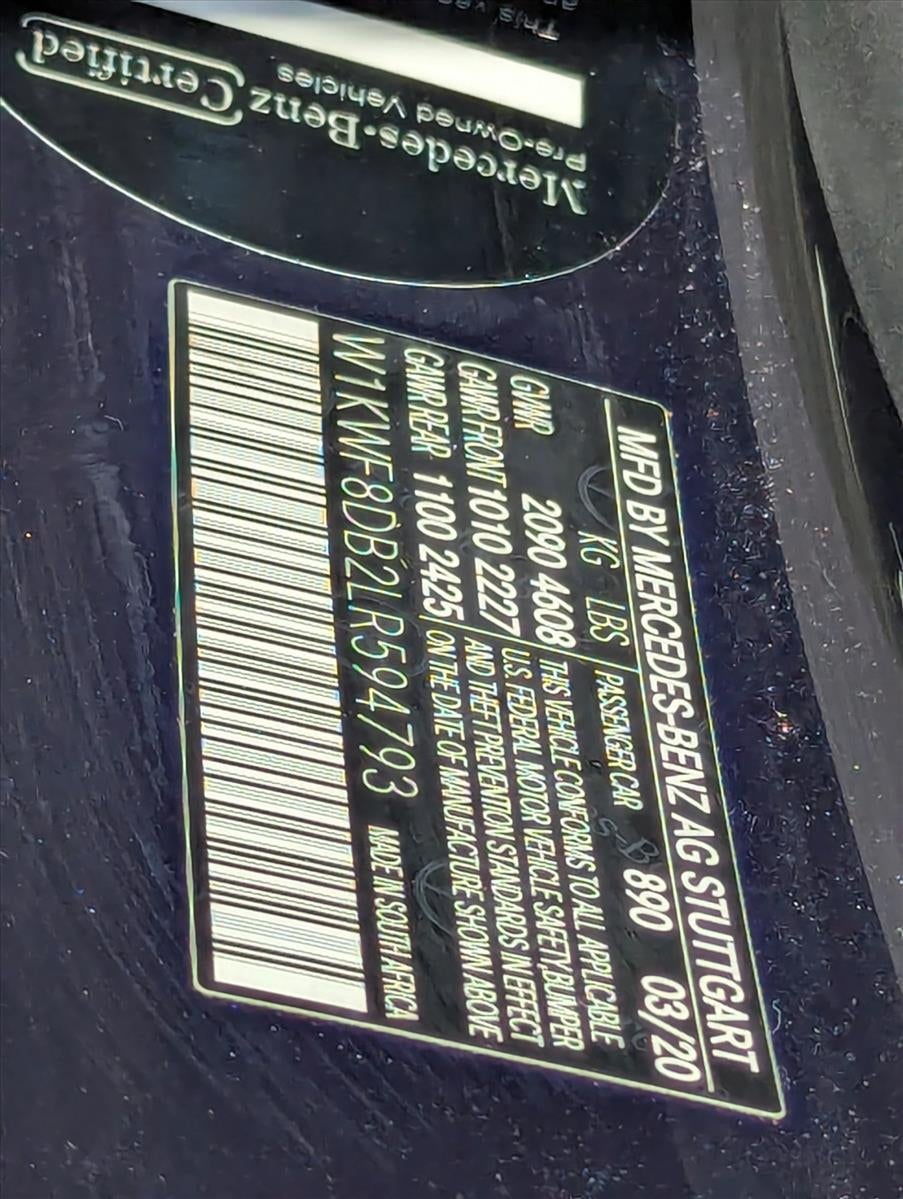 Mercedes-Benz Certified
Pre-Owned Vehicles
This
MFD BY MERCEDES-BENZ AG STUTTGART
890 03/20
KG LBS
PASSENGER CAR
GVWR 2090 4608
GAWR FRONT 1010 2227
GAWR REAR 1100 2425
THIS VEHICLE CONFORMS TO ALL APPLICABLE
U.S. FEDERAL MOTOR VEHICLE SAFETY,BUMPER
AND THEFT PREVENTION STANDARDS IN EFFECT
ON THE DATE OF MANUFACTURE SHOWN ABOVE
W1KWF8DB2LR594793 MADE IN SOUTH AFRICA